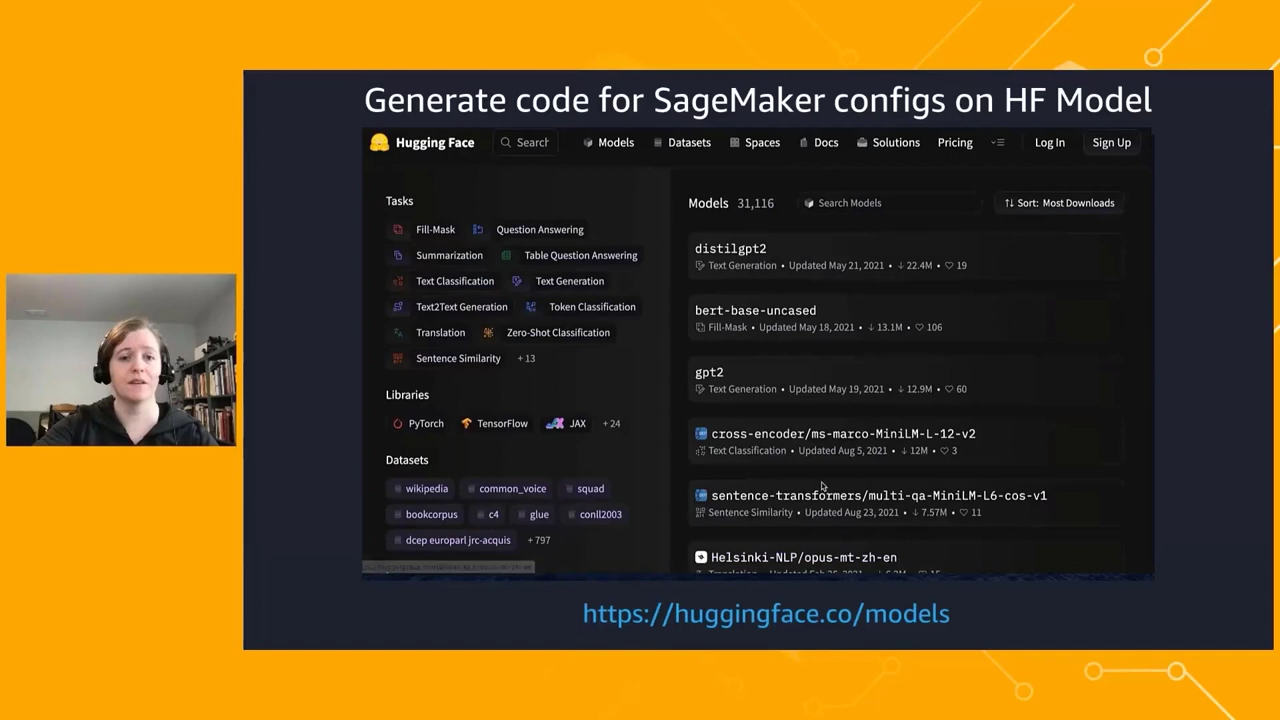 Generate code for SageMaker configs on HF Model
Hugging Face Search Models Datasets Spaces Docs Solutions Pricing Log In Sign Up
Tasks
Fill-Mask Question Answering
Summarization Table Question Answering
Text Classification Text Generation
Text2Text Generation Token Classification
Translation Zero-Shot Classification
Sentence Similarity +13
Libraries
PyTorch TensorFlow JAX +24
Datasets
wikipedia common_voice squad
bookcorpus c4 glue conll2003
dcep europarl jrc-acquis +797
Models 31,116 Search Models Sort: Most Downloads
distilgpt2
Text Generation • Updated May 21, 2021 • ↓ 22.4M • ♡ 19
bert-base-uncased
Fill-Mask • Updated May 18, 2021 • ↓ 13.1M • ♡ 106
gpt2
Text Generation • Updated May 19, 2021 • ↓ 12.9M • ♡ 60
cross-encoder/ms-marco-MiniLM-L-12-v2
Text Classification • Updated Aug 5, 2021 • ↓ 12M • ♡ 3
sentence-transformers/multi-qa-MiniLM-L6-cos-v1
Sentence Similarity • Updated Aug 23, 2021 • ↓ 7.57M • ♡ 11
Helsinki-NLP/opus-mt-zh-en
https://huggingface.co/models